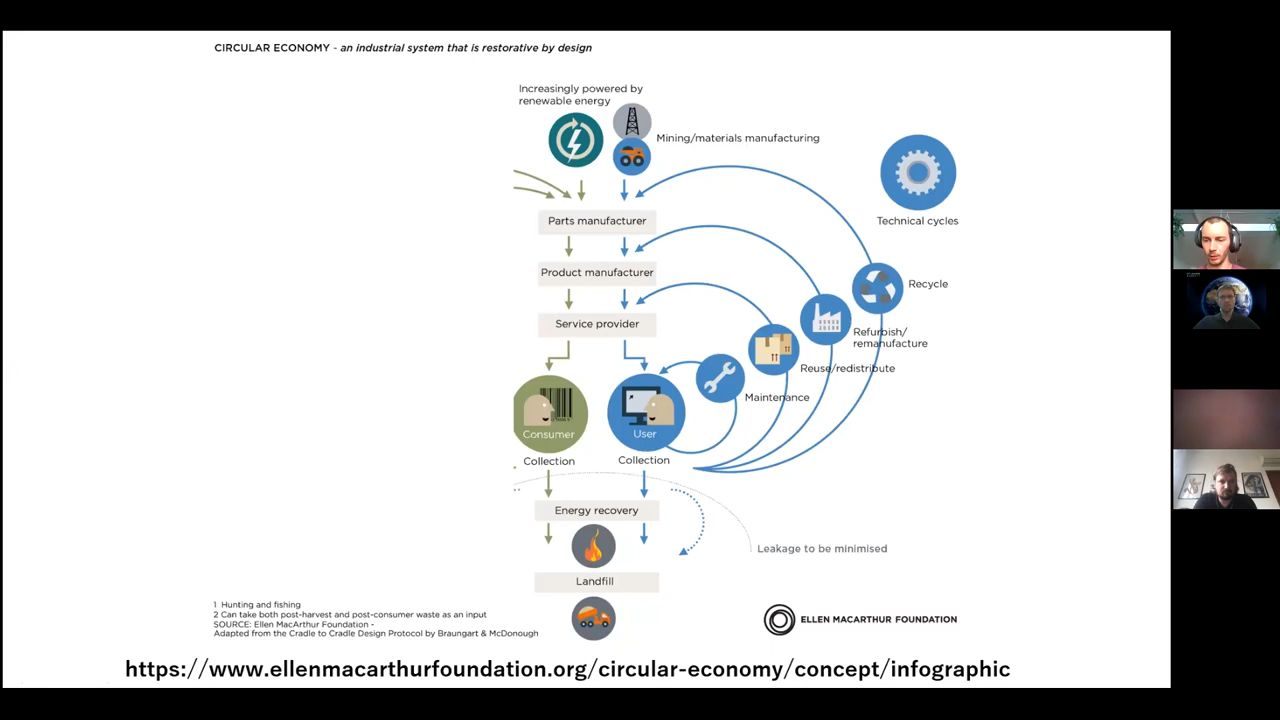 CIRCULAR ECONOMY - an industrial system that is restorative by design
Increasingly powered by
renewable energy
Mining/materials manufacturing
Technical cycles
Parts manufacturer
Product manufacturer
Recycle
Service provider
Refurbish/
remanufacture
Reuse/redistribute
Maintenance
Consumer
User
Collection
Collection
Energy recovery
Leakage to be minimised
Landfill
1 Hunting and fishing
2 Can take both post-harvest and post-consumer waste as an input
SOURCE: Ellen MacArthur Foundation -
Adapted from the Cradle to Cradle Design Protocol by Braungart & McDonough
ELLEN MACARTHUR FOUNDATION
https://www.ellenmacarthurfoundation.org/circular-economy/concept/infographic